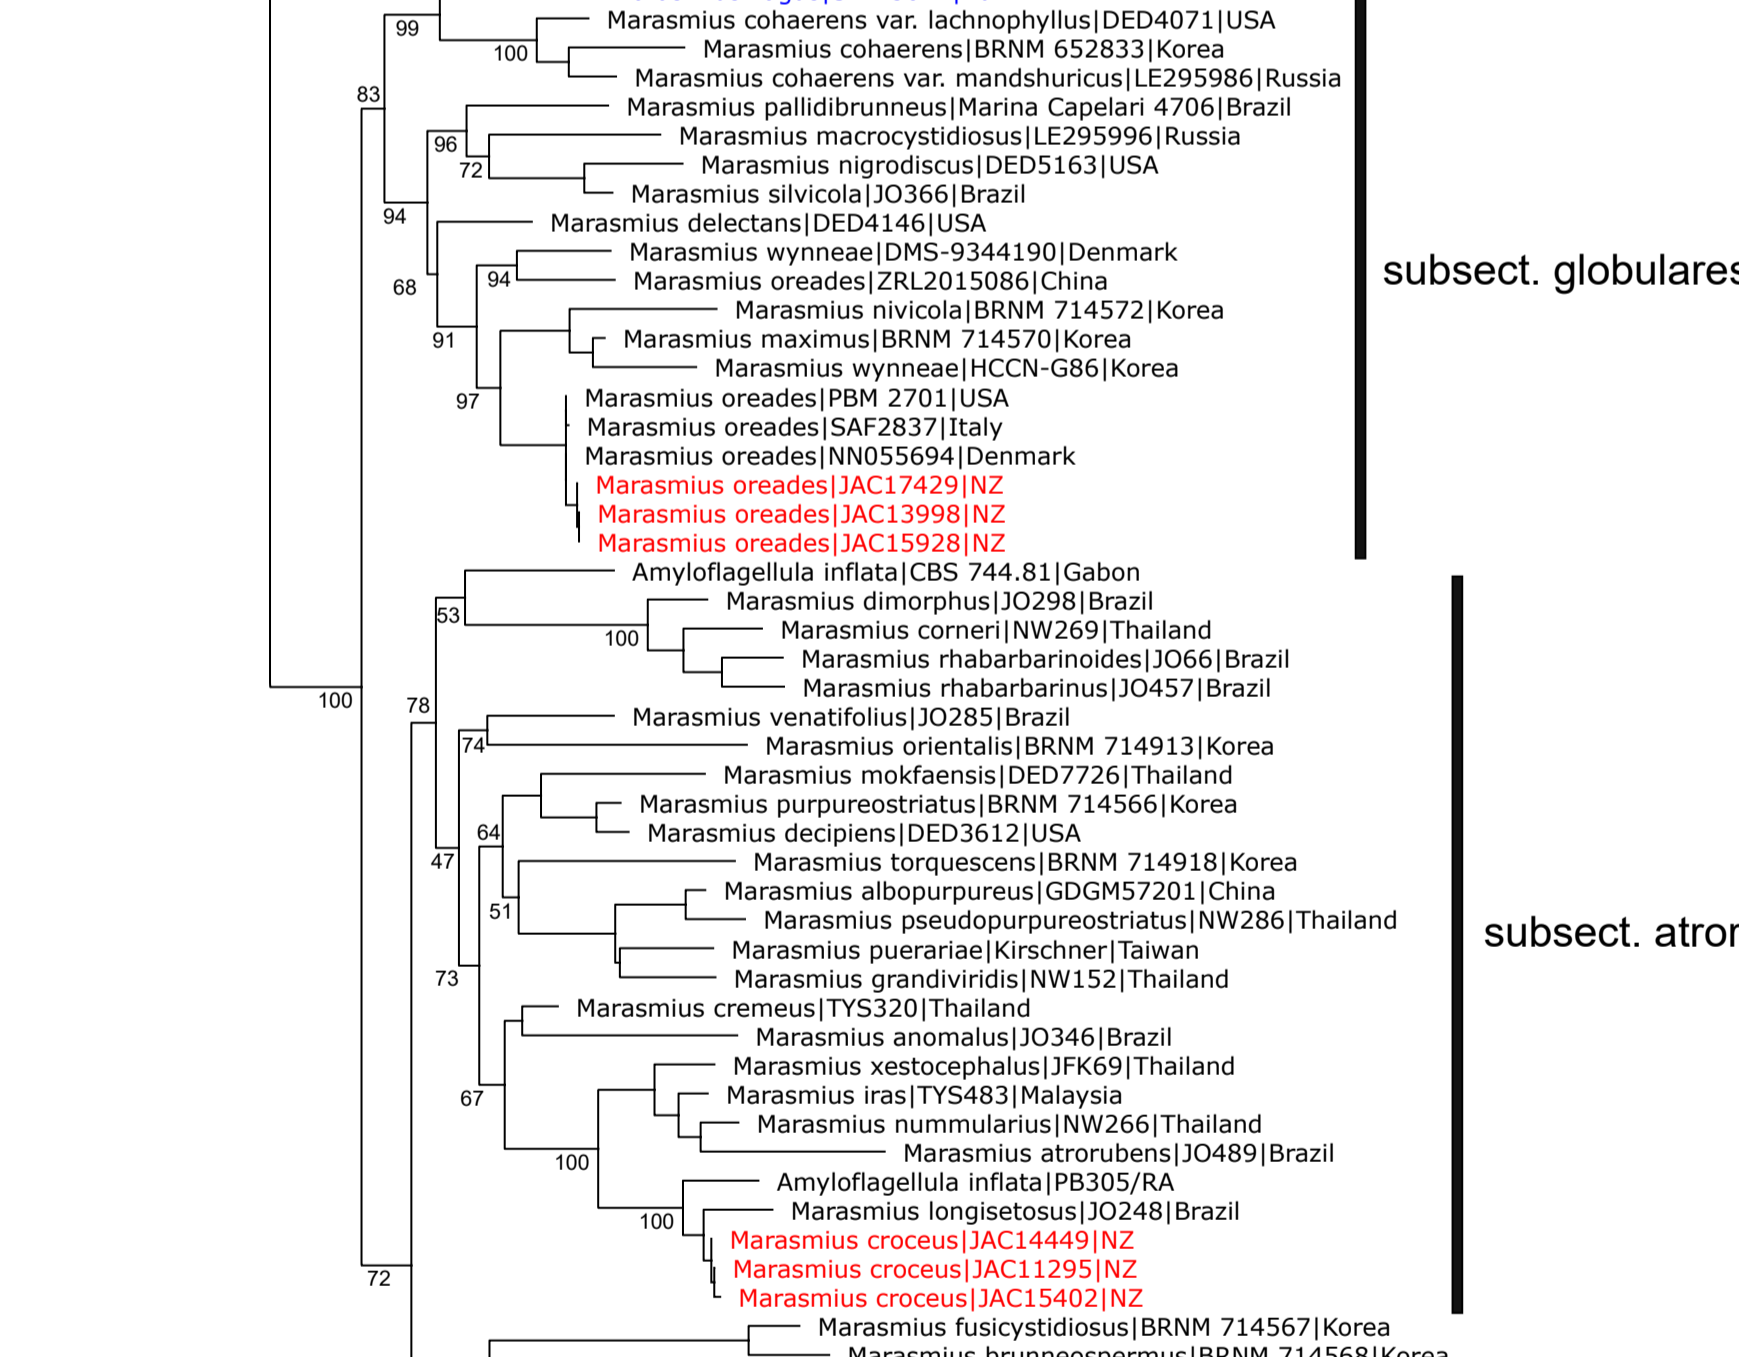 Marasmius cohaerens var. lachnophyllus|DED4071|USA
99
100
Marasmius cohaerens|BRNM 652833|Korea
Marasmius cohaerens var. mandshuricus|LE295986|Russia
83
Marasmius pallidibrunneus|Marina Capelari 4706|Brazil
Marasmius macrocystidiosus|LE295996|Russia
96
72
Marasmius nigrodiscus|DED5163|USA
Marasmius silvicola|JO366|Brazil
94
Marasmius delectans|DED4146|USA
Marasmius wynneae|DMS-9344190|Denmark
subsect. globulares
94
Marasmius oreades|ZRL2015086|China
68
Marasmius nivicola|BRNM 714572|Korea
91
Marasmius maximus|BRNM 714570|Korea
Marasmius wynneae|HCCN-G86|Korea
97
Marasmius oreades|PBM 2701|USA
Marasmius oreades|SAF2837|Italy
Marasmius oreades|NN055694|Denmark
Marasmius oreades|JAC17429|NZ
Marasmius oreades|JAC13998|NZ
Marasmius oreades|JAC15928|NZ
Amyloflagellula inflata|CBS 744.81|Gabon
53
Marasmius dimorphus|JO298|Brazil
100
Marasmius corneri|NW269|Thailand
Marasmius rhabarbarinoides|JO66|Brazil
Marasmius rhabarbarinus|JO457|Brazil
100
78
Marasmius venatifolius|JO285|Brazil
74
Marasmius orientalis|BRNM 714913|Korea
Marasmius mokfaensis|DED7726|Thailand
Marasmius purpureostriatus|BRNM 714566|Korea
64
Marasmius decipiens|DED3612|USA
47
Marasmius torquescens|BRNM 714918|Korea
Marasmius albopurpureus|GDGM57201|China
51
Marasmius pseudopurpureostriatus|NW286|Thailand
subsect. atror
Marasmius puerariae|Kirschner|Taiwan
73
Marasmius grandiviridis|NW152|Thailand
Marasmius cremeus|TYS320|Thailand
Marasmius anomalus|JO346|Brazil
Marasmius xestocephalus|JFK69|Thailand
67
Marasmius iras|TYS483|Malaysia
Marasmius nummularius|NW266|Thailand
100
Marasmius atrorubens|JO489|Brazil
Amyloflagellula inflata|PB305/RA
100
Marasmius longisetosus|JO248|Brazil
Marasmius croceus|JAC14449|NZ
72
Marasmius croceus|JAC11295|NZ
Marasmius croceus|JAC15402|NZ
Marasmius fusicystidiosus|BRNM 714567|Korea
Marasmius brunneospermus|BRNM 714568|Korea